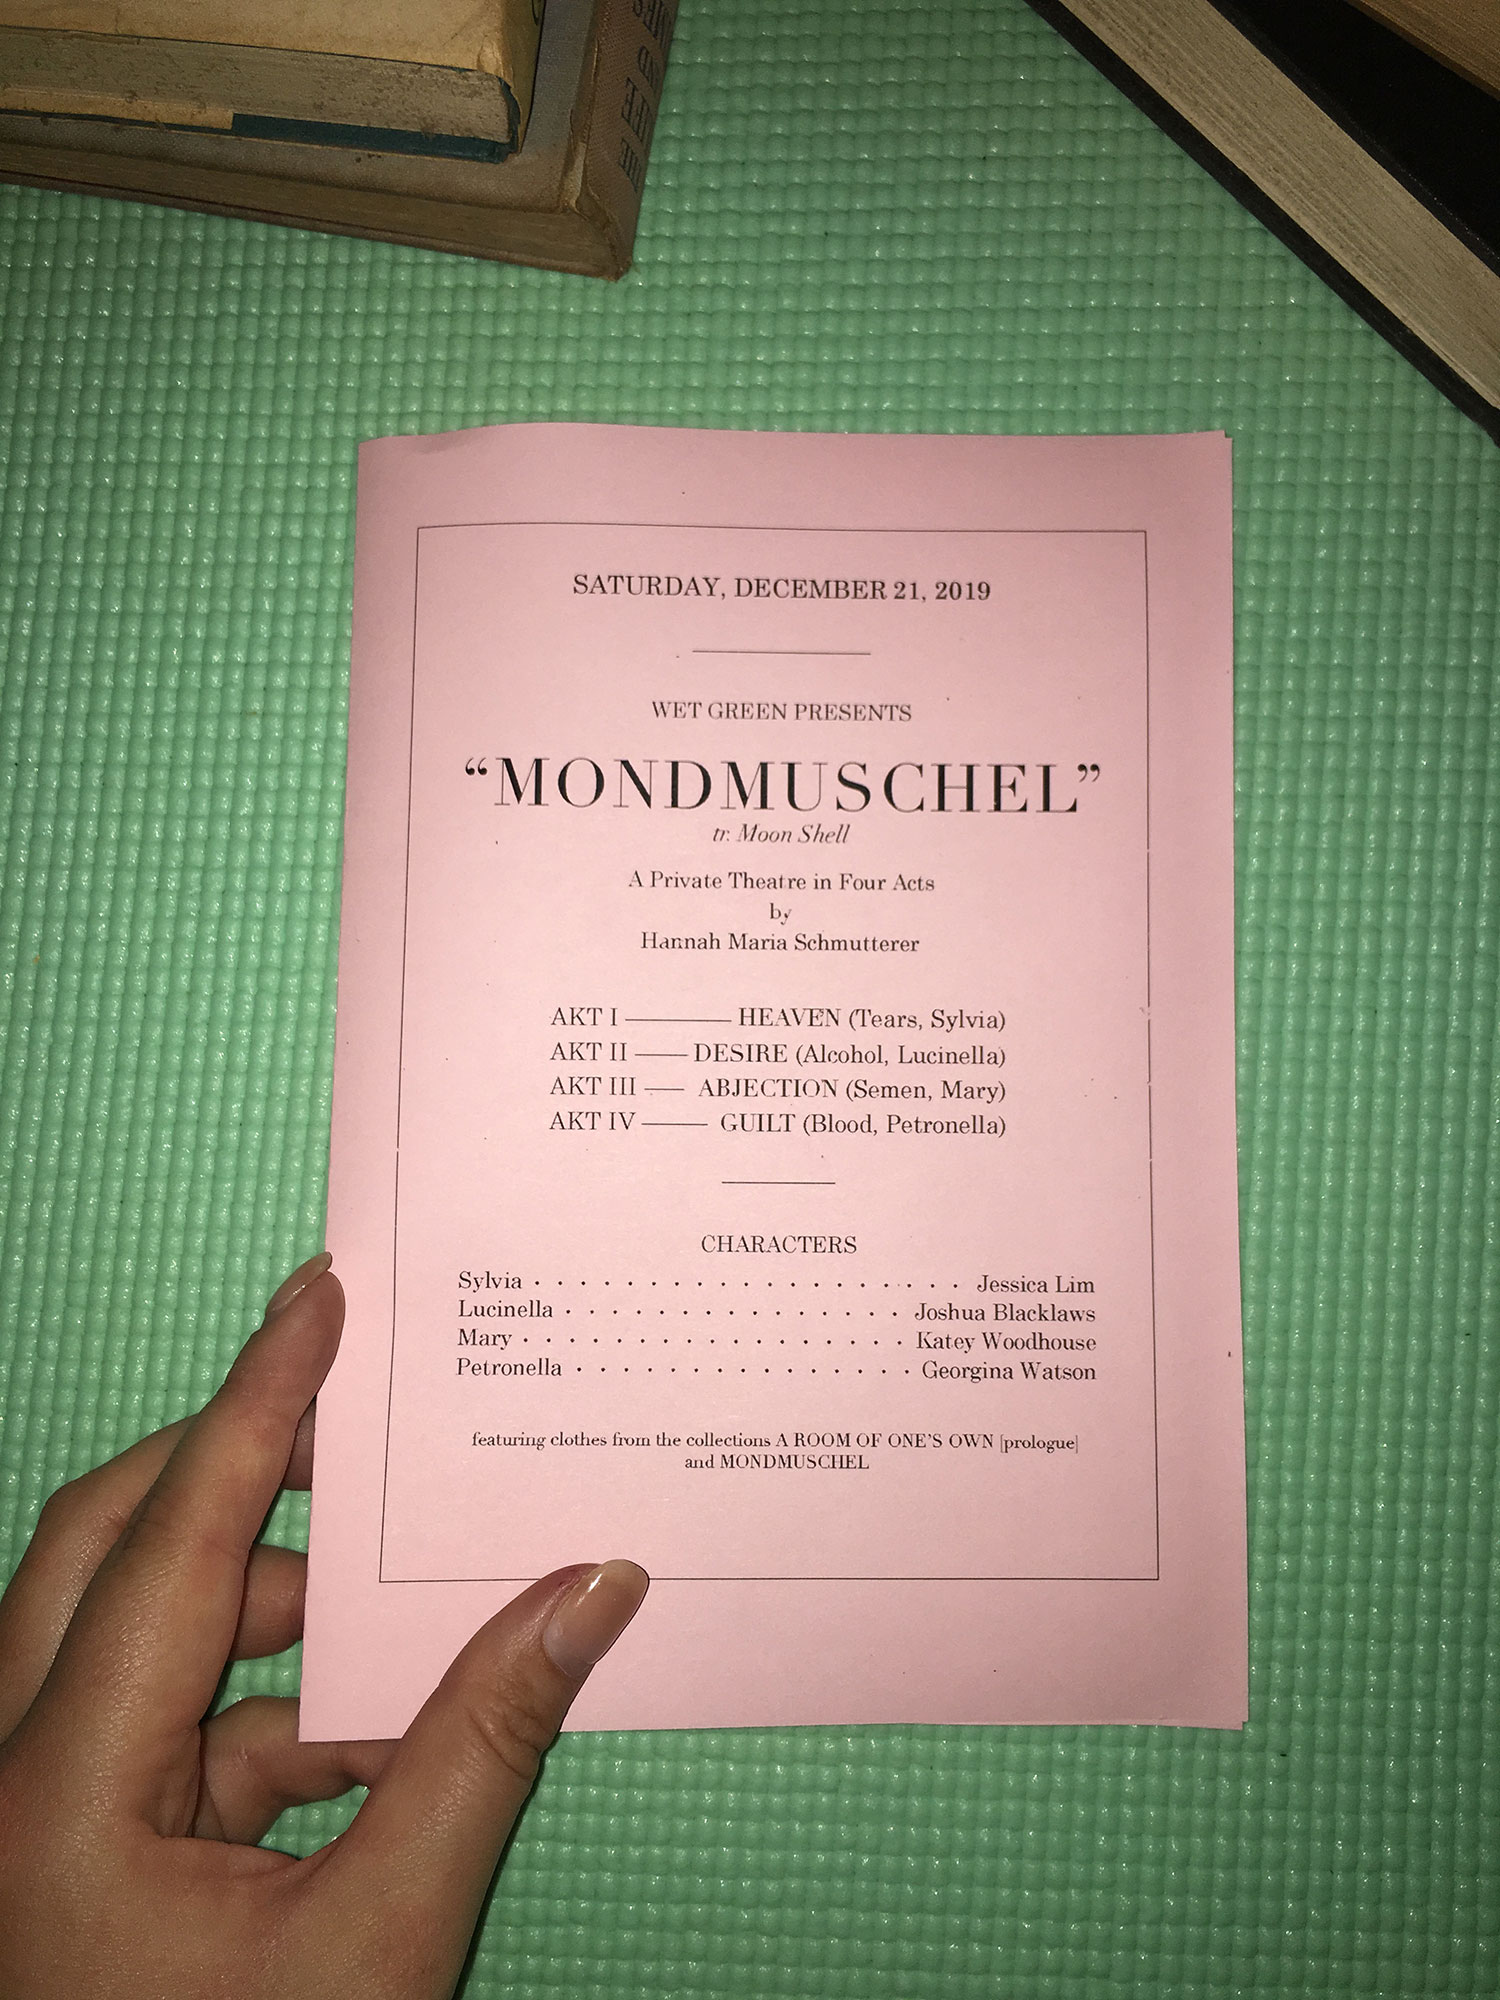 THE LIFE AND
SATURDAY, DECEMBER 21, 2019
WET GREEN PRESENTS
“MONDMUSCHEL”
tr. Moon Shell
A Private Theatre in Four Acts
by
Hannah Maria Schmutterer
AKT I ——— HEAVEN (Tears, Sylvia)
AKT II —— DESIRE (Alcohol, Lucinella)
AKT III —— ABJECTION (Semen, Mary)
AKT IV —— GUILT (Blood, Petronella)
CHARACTERS
Sylvia . . . . . . . . . . . . . . . . . . . Jessica Lim
Lucinella . . . . . . . . . . . . . . . Joshua Blacklaws
Mary . . . . . . . . . . . . . . . . . Katey Woodhouse
Petronella . . . . . . . . . . . . . . . Georgina Watson
featuring clothes from the collections A ROOM OF ONE'S OWN [prologue]
and MONDMUSCHEL